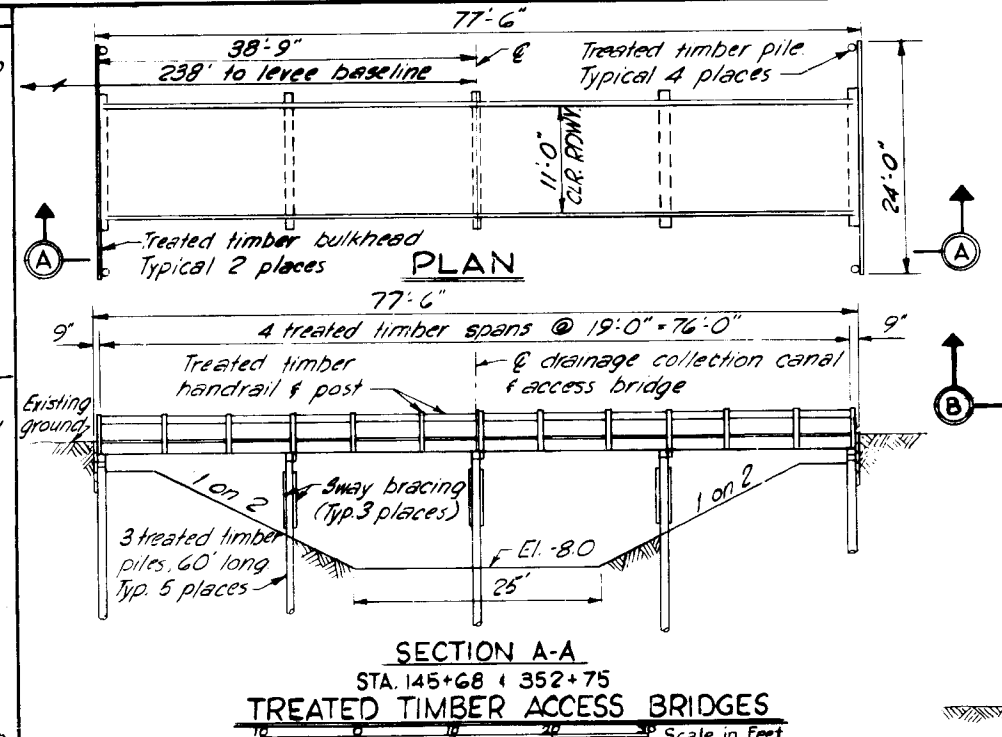 77'-6"
38'-9"
℄
Treated timber pile.
Typical 4 places
238' to levee baseline
11'-0"
CLR. RDWY.
24'-0"
A
A
Treated timber bulkhead
Typical 2 places
PLAN
77'-6"
9"
4 treated timber spans @ 19'-0" = 76'-0"
9"
Treated timber
handrail & post
℄ drainage collection canal
& access bridge
B
Existing
ground
1 on 2
Sway bracing
(Typ. 3 places)
1 on 2
3 treated timber
piles, 60' long
Typ. 5 places
El. -8.0
25'
SECTION A-A
STA. 145+68 & 352+75
TREATED TIMBER ACCESS BRIDGES
10 0 10 20 30 Scale in Feet